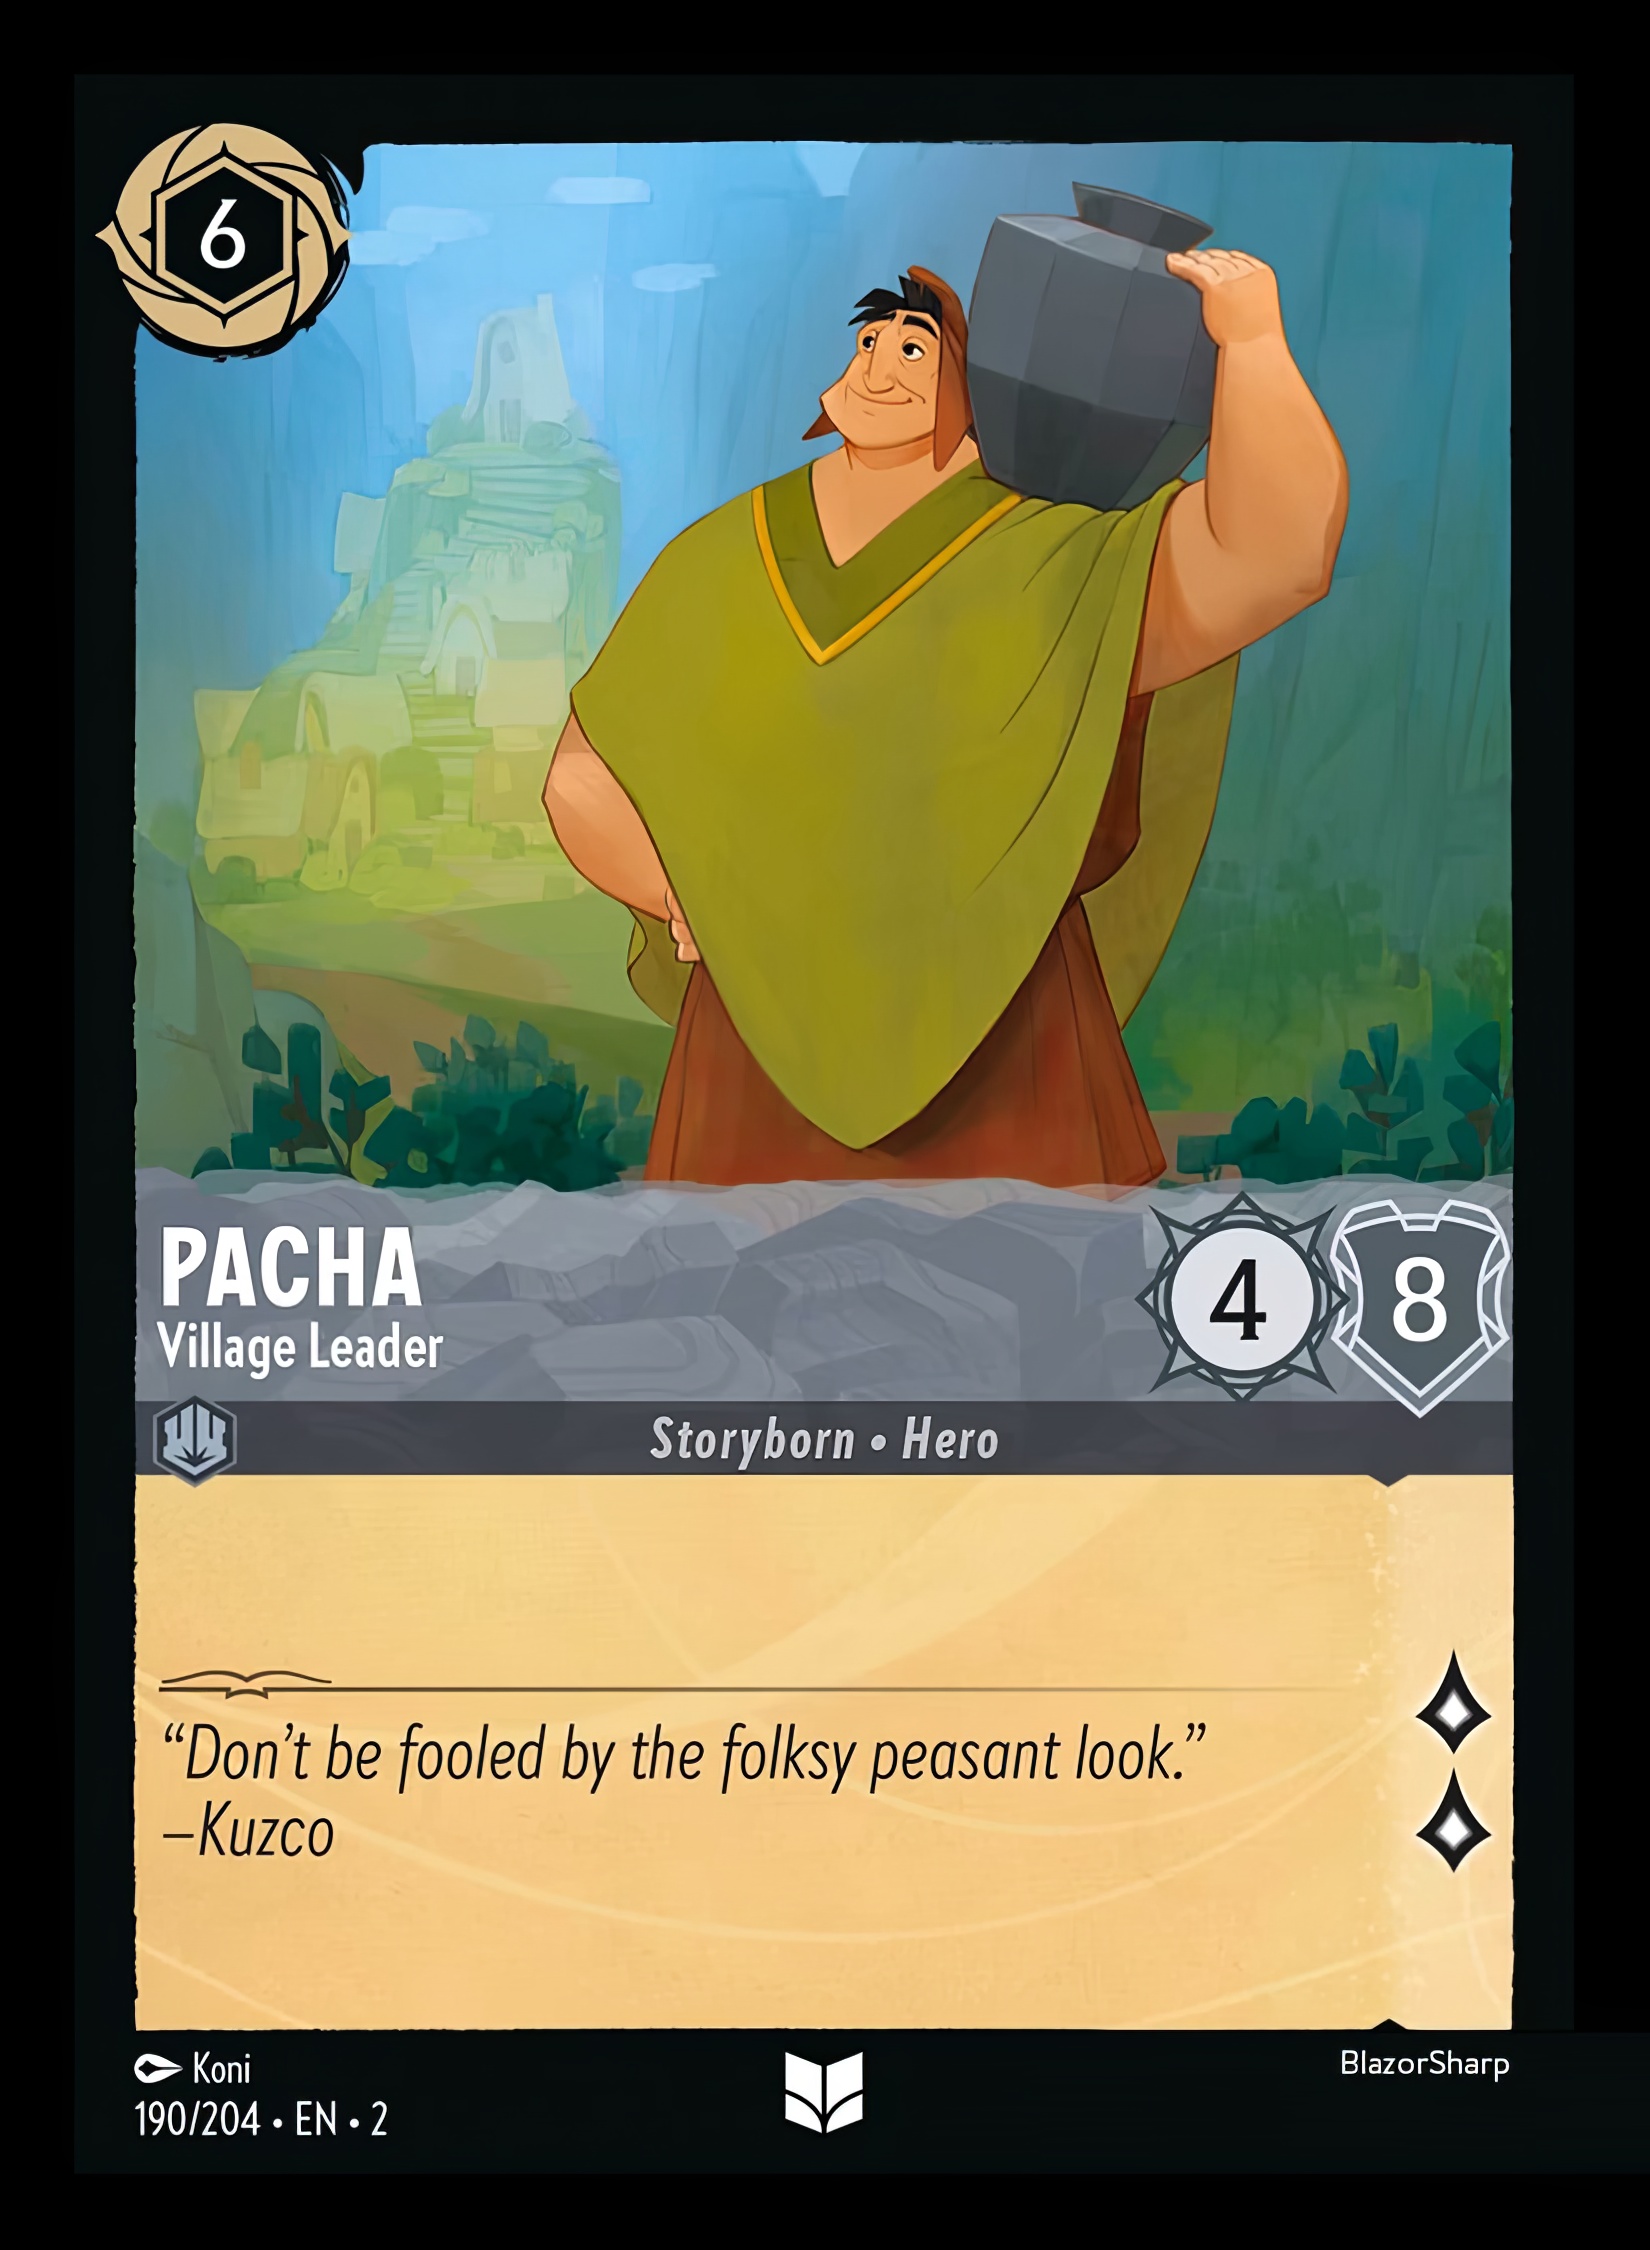 6
PACHA
Village Leader
4
8
Storyborn • Hero
“Don’t be fooled by the folksy peasant look.”
–Kuzco
Koni
BlazorSharp
190/204 • EN • 2